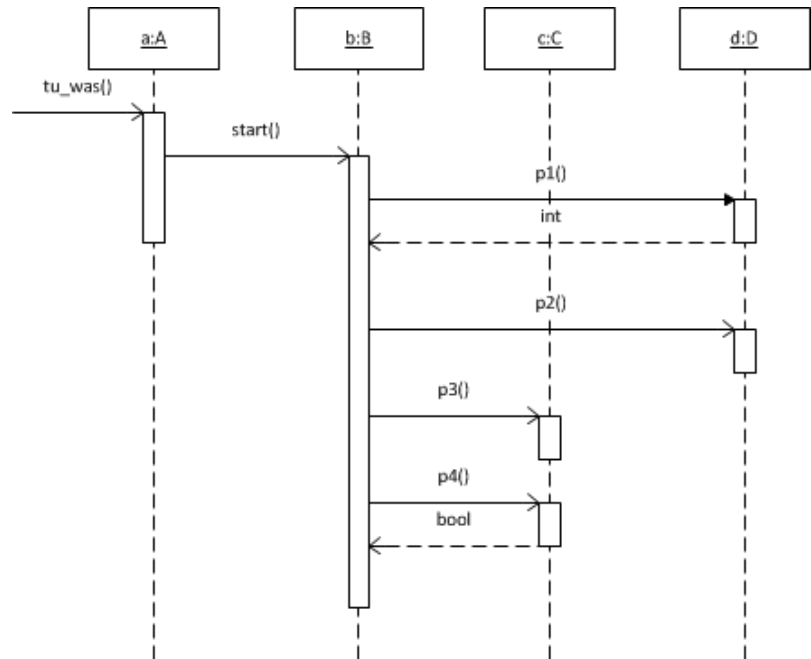 a:A
b:B
c:C
d:D
tu_was()
start()
p1()
int
p2()
p3()
p4()
bool